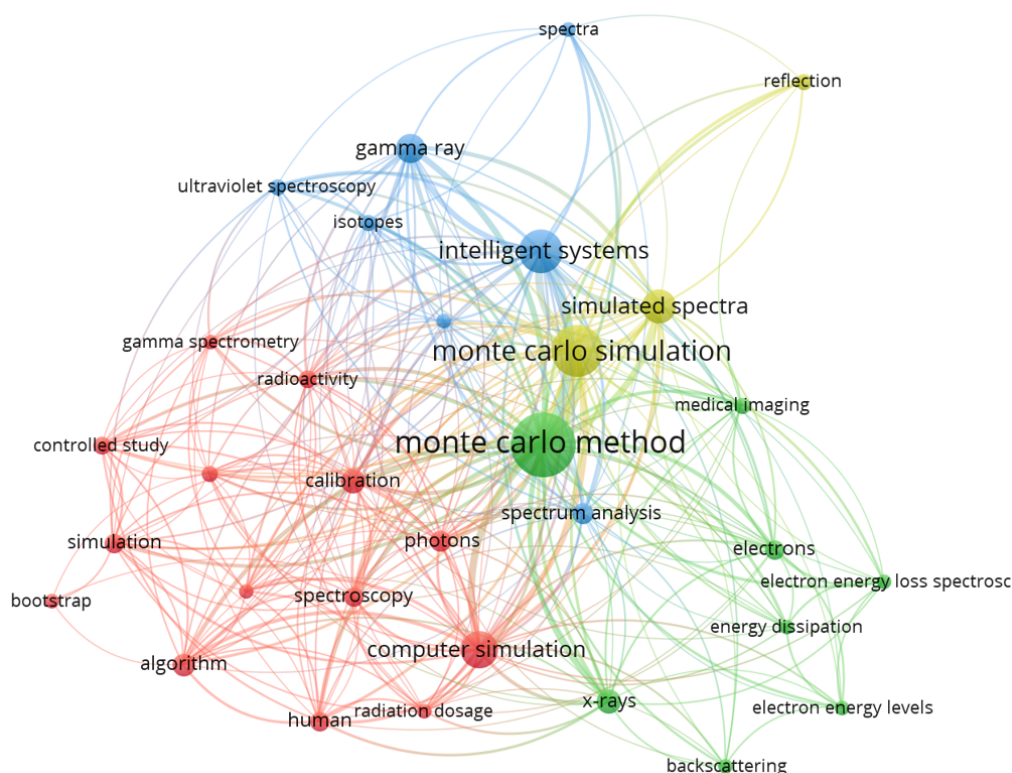 spectra
reflection
gamma ray
ultraviolet spectroscopy
isotopes
intelligent systems
simulated spectra
gamma spectrometry
monte carlo simulation
radioactivity
medical imaging
controlled study
monte carlo method
calibration
spectrum analysis
simulation
photons
electrons
electron energy loss spectrosc
bootstrap
spectroscopy
energy dissipation
algorithm
computer simulation
human
radiation dosage
x-rays
electron energy levels
backscattering